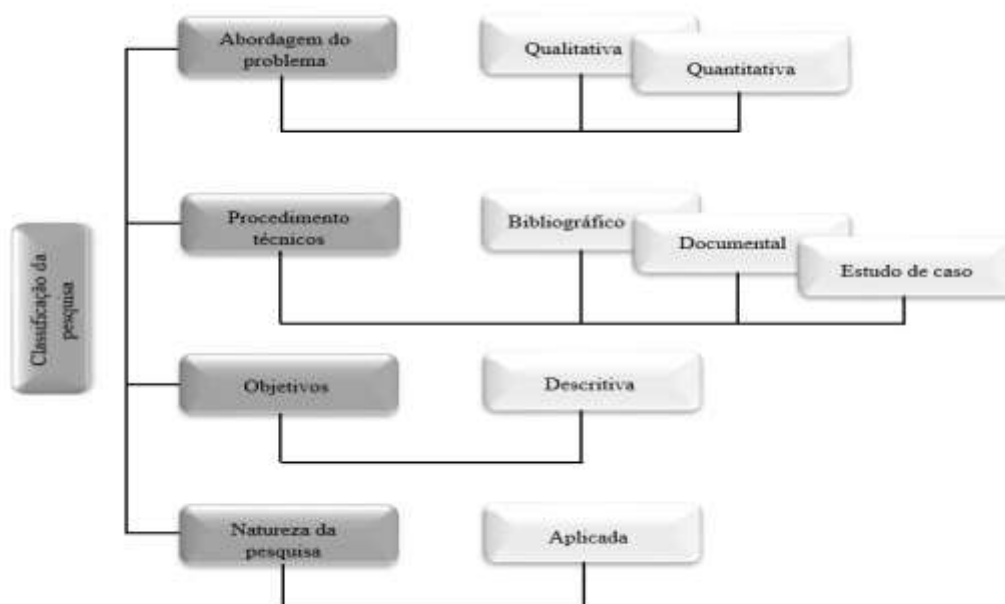 Abordagem do
problema
Qualitativa
Quantitativa
Procedimento
técnicos
Bibliográfico
Documental
Estudo de caso
Classificação da
pesquisa
Objetivos
Descritiva
Natureza da
pesquisa
Aplicada